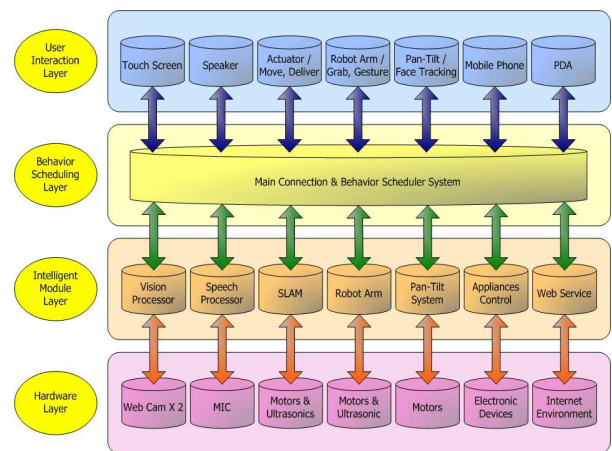 User
Interaction
Layer
Touch Screen
Speaker
Actuator /
Move, Deliver
Robot Arm /
Grab, Gesture
Pan-Tilt /
Face Tracking
Mobile Phone
PDA
Behavior
Scheduling
Layer
Main Connection & Behavior Scheduler System
Intelligent
Module
Layer
Vision
Processor
Speech
Processor
SLAM
Robot Arm
Pan-Tilt
System
Appliances
Control
Web Service
Hardware
Layer
Web Cam X 2
MIC
Motors &
Ultrasonics
Motors &
Ultrasonic
Motors
Electronic
Devices
Internet
Environment